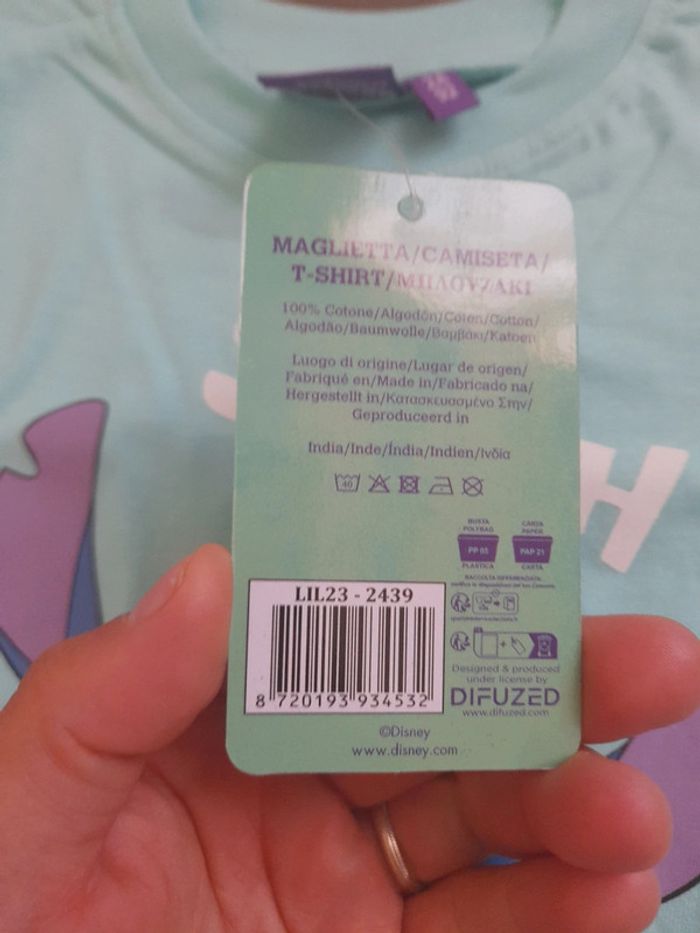 MAGLIETTA/CAMISETA/
T-SHIRT/ΜΠΛΟΥΖΑΚΙ
100% Cotone/Algodón/Coton/Cotton/
Algodão/Baumwolle/Βαμβάκι/Katoen
Luogo di origine/Lugar de origen/
Fabriqué en/Made in/Fabricado na/
Hergestellt in/Κατασκευασμένο Στην/
Geproduceerd in
India/Inde/Índia/Indien/Ινδία
40
BUSTA
POLYBAG
PP 05
PLASTICA
CARTA
PAPER
PAP 21
CARTA
RACCOLTA DIFFERENZIATA.
LIL23 - 2439
8 720193 934532
Designed & produced
under license by
DIFUZED
www.difuzed.com
©Disney
www.disney.com
H